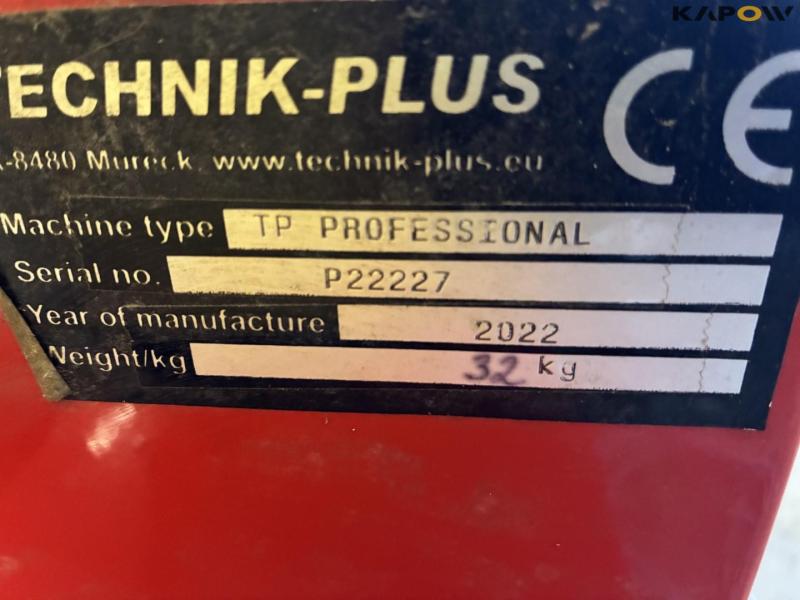 KAPOW
TECHNIK-PLUS
CE
A-8480 Mureck, www.technik-plus.eu
Machine type TP PROFESSIONAL
Serial no. P22227
Year of manufacture 2022
Weight/kg 32 kg